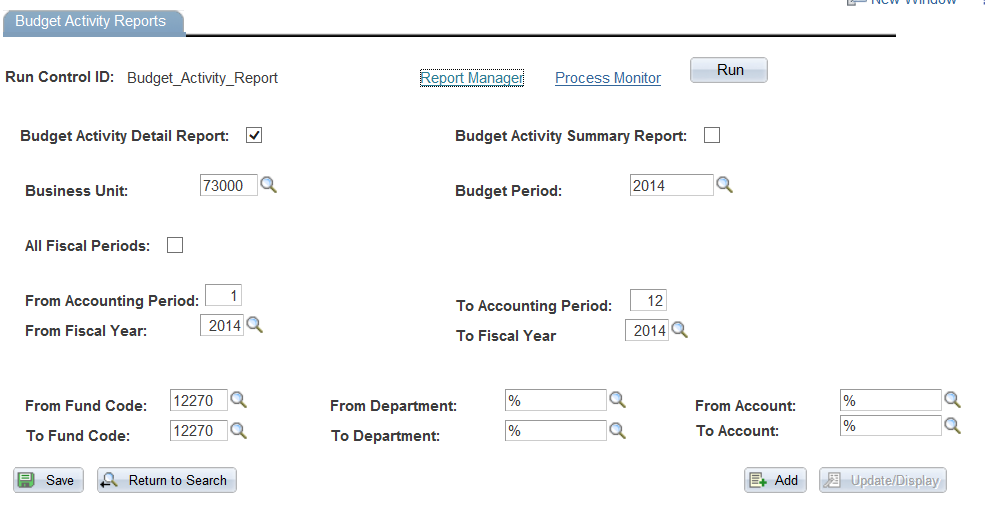 New Window
Budget Activity Reports
Run Control ID: Budget_Activity_Report Report Manager Process Monitor Run
Budget Activity Detail Report: Budget Activity Summary Report:
Business Unit: 73000 Budget Period: 2014
All Fiscal Periods:
From Accounting Period: 1 To Accounting Period: 12
From Fiscal Year: 2014 To Fiscal Year 2014
From Fund Code: 12270 From Department: % From Account: %
To Fund Code: 12270 To Department: % To Account: %
Save Return to Search Add Update/Display